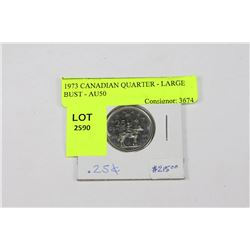 1973 CANADIAN QUARTER - LARGE
BUST - AU50
Consignor: 3674
LOT
2590
.25¢
$215.00